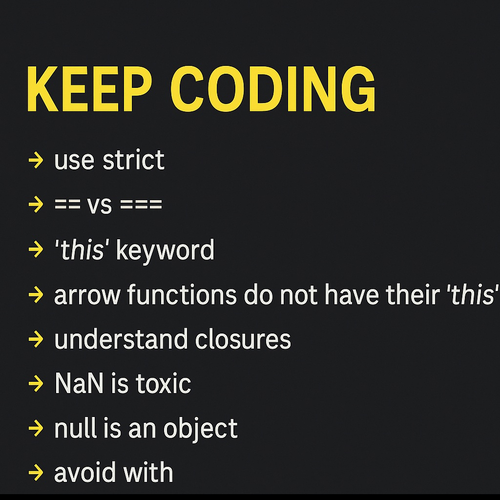 KEEP CODING
→ use strict
→ == vs ===
→ 'this' keyword
→ arrow functions do not have their 'this'
→ understand closures
→ NaN is toxic
→ null is an object
→ avoid with